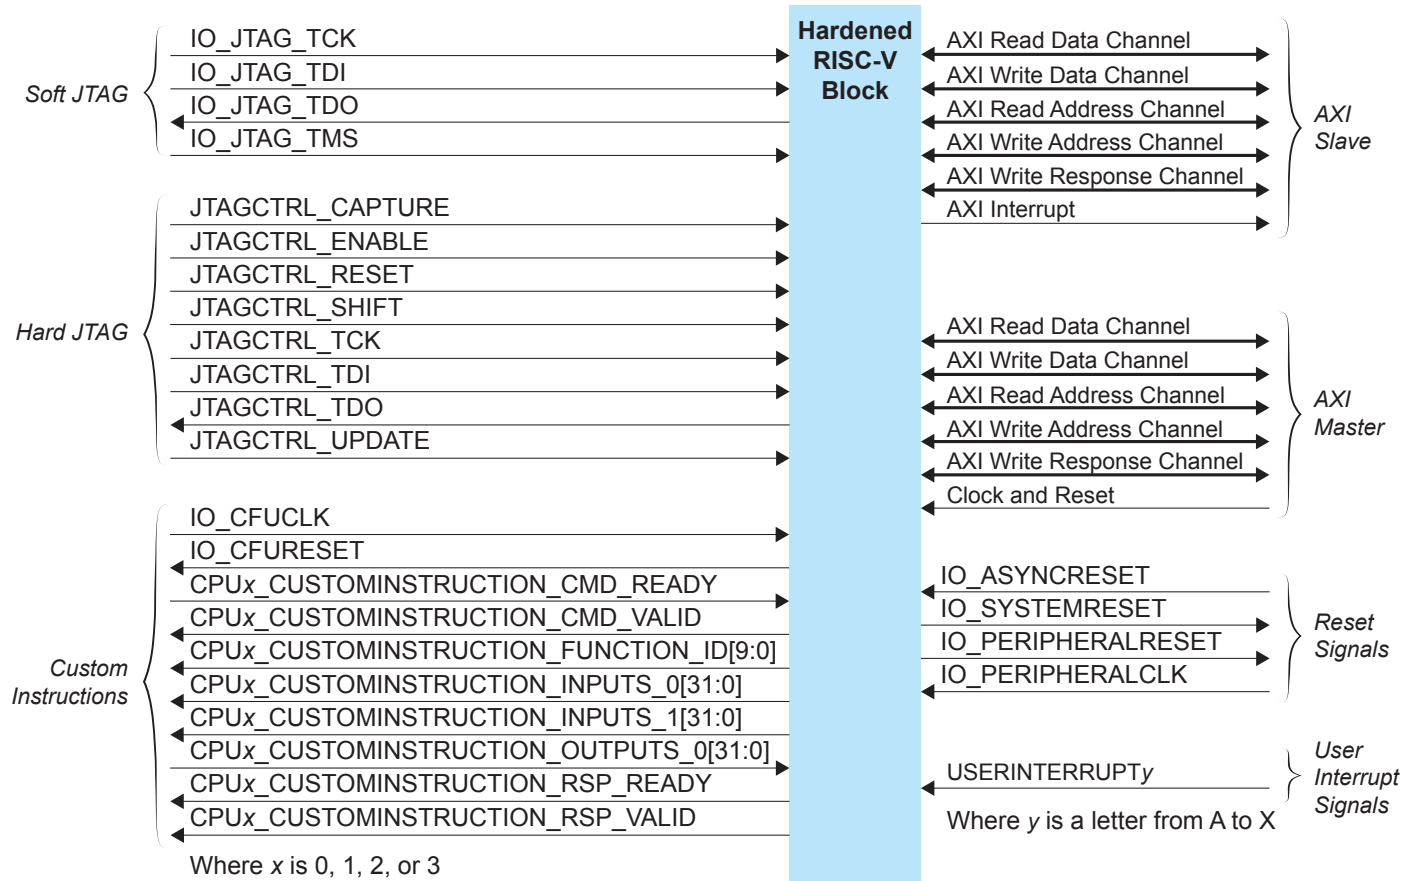 Soft JTAG
IO_JTAG_TCK
IO_JTAG_TDI
IO_JTAG_TDO
IO_JTAG_TMS
Hard JTAG
JTAGCTRL_CAPTURE
JTAGCTRL_ENABLE
JTAGCTRL_RESET
JTAGCTRL_SHIFT
JTAGCTRL_TCK
JTAGCTRL_TDI
JTAGCTRL_TDO
JTAGCTRL_UPDATE
Custom
Instructions
IO_CFUCLK
IO_CFURESET
CPUx_CUSTOMINSTRUCTION_CMD_READY
CPUx_CUSTOMINSTRUCTION_CMD_VALID
CPUx_CUSTOMINSTRUCTION_FUNCTION_ID[9:0]
CPUx_CUSTOMINSTRUCTION_INPUTS_0[31:0]
CPUx_CUSTOMINSTRUCTION_INPUTS_1[31:0]
CPUx_CUSTOMINSTRUCTION_OUTPUTS_0[31:0]
CPUx_CUSTOMINSTRUCTION_RSP_READY
CPUx_CUSTOMINSTRUCTION_RSP_VALID
Where x is 0, 1, 2, or 3
Hardened
RISC-V
Block
AXI Read Data Channel
AXI Write Data Channel
AXI Read Address Channel
AXI Write Address Channel
AXI Write Response Channel
AXI Interrupt
AXI
Slave
AXI Read Data Channel
AXI Write Data Channel
AXI Read Address Channel
AXI Write Address Channel
AXI Write Response Channel
Clock and Reset
AXI
Master
IO_ASYNCRESET
IO_SYSTEMRESET
IO_PERIPHERALRESET
IO_PERIPHERALCLK
Reset
Signals
USERINTERRUPTy
Where y is a letter from A to X
User
Interrupt
Signals